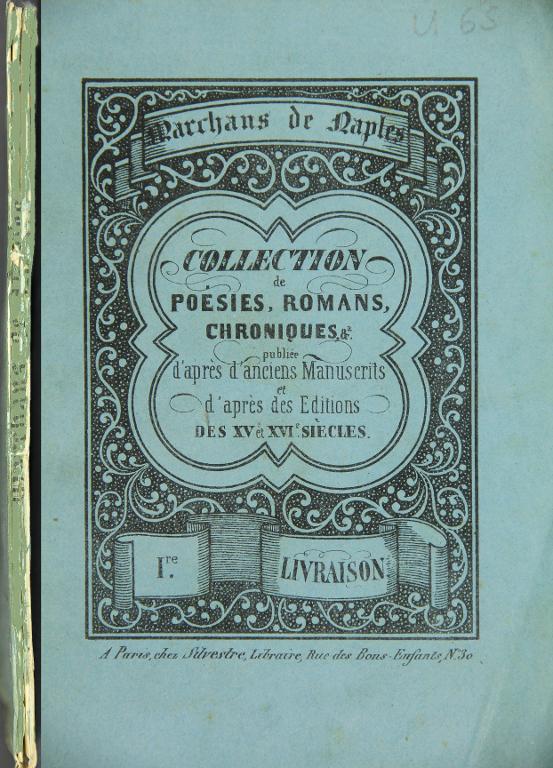 U 63
Marchans de Naples
COLLECTION
de
POÉSIES, ROMANS,
CHRONIQUES, &ª.
publiée
d'après d'anciens Manuscrits
et
d'après des Editions
DES XV et XVIᵉ SIÈCLES.
Iʳᵉ. LIVRAISON
A Paris, chez Silvestre, Libraire, Rue des Bons-Enfants, N.º 30